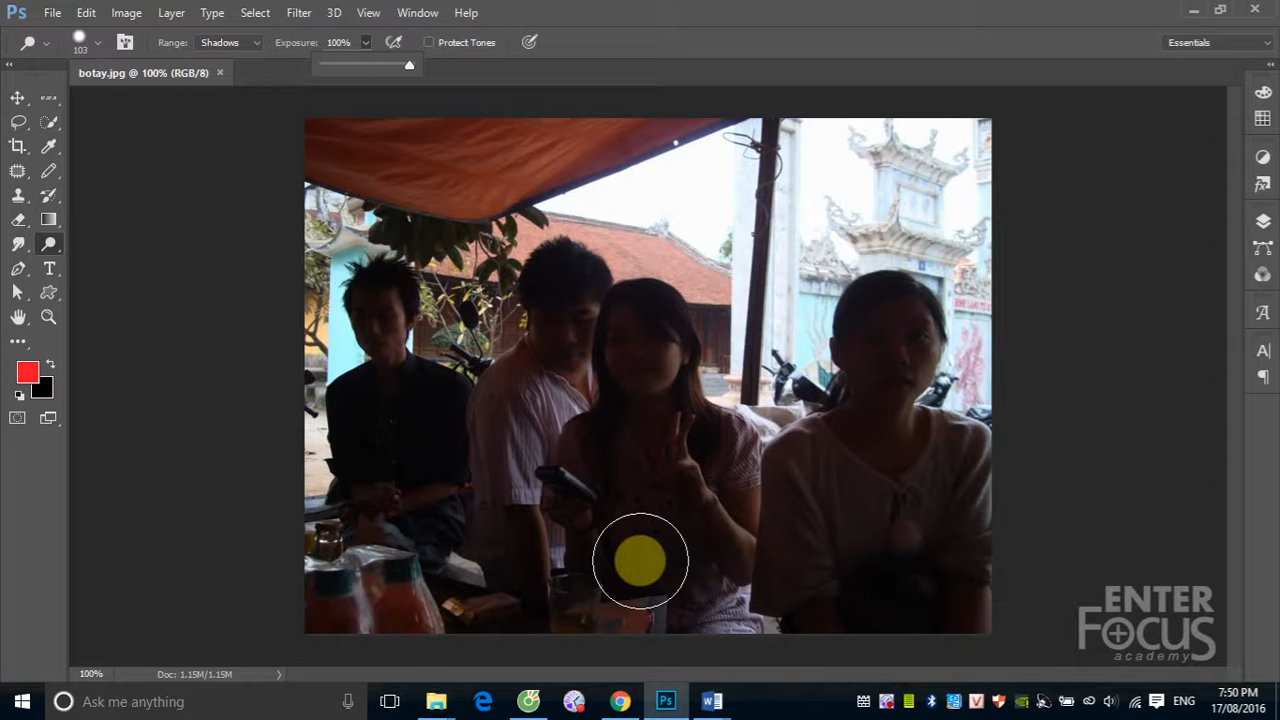 Ps File Edit Image Layer Type Select Filter 3D View Window Help
103 Range: Shadows Exposure: 100% Protect Tones Essentials
botay.jpg @ 100% (RGB/8) ×
100% Doc: 1.15M/1.15M
ENTER
FOCUS
academy
Ask me anything
Ps
ENG
7:50 PM
17/08/2016